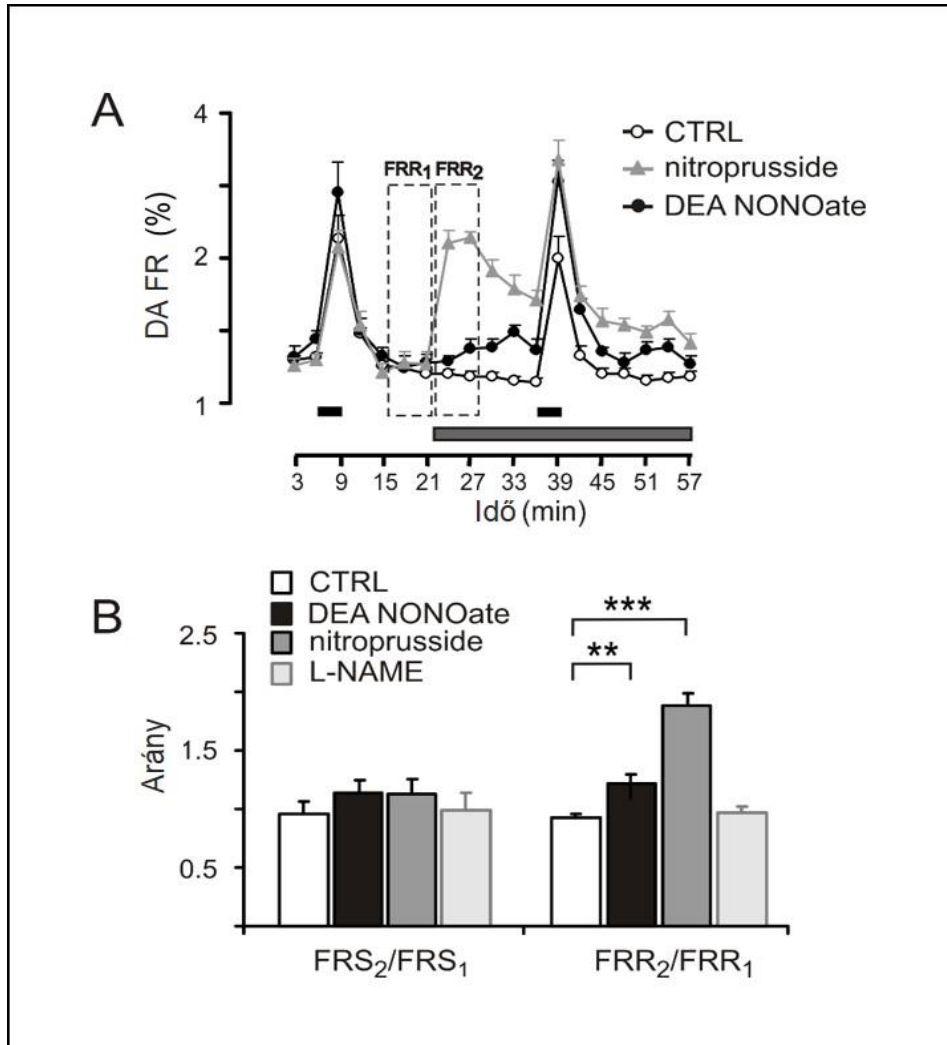 A
4
2
1
DA FR (%)
CTRL
nitroprusside
DEA NONOate
FRR1 FRR2
3 9 15 21 27 33 39 45 51 57
Idő (min)
B
CTRL
DEA NONOate
nitroprusside
L-NAME
2.5
1.5
0.5
Arány
***
**
FRS2/FRS1
FRR2/FRR1